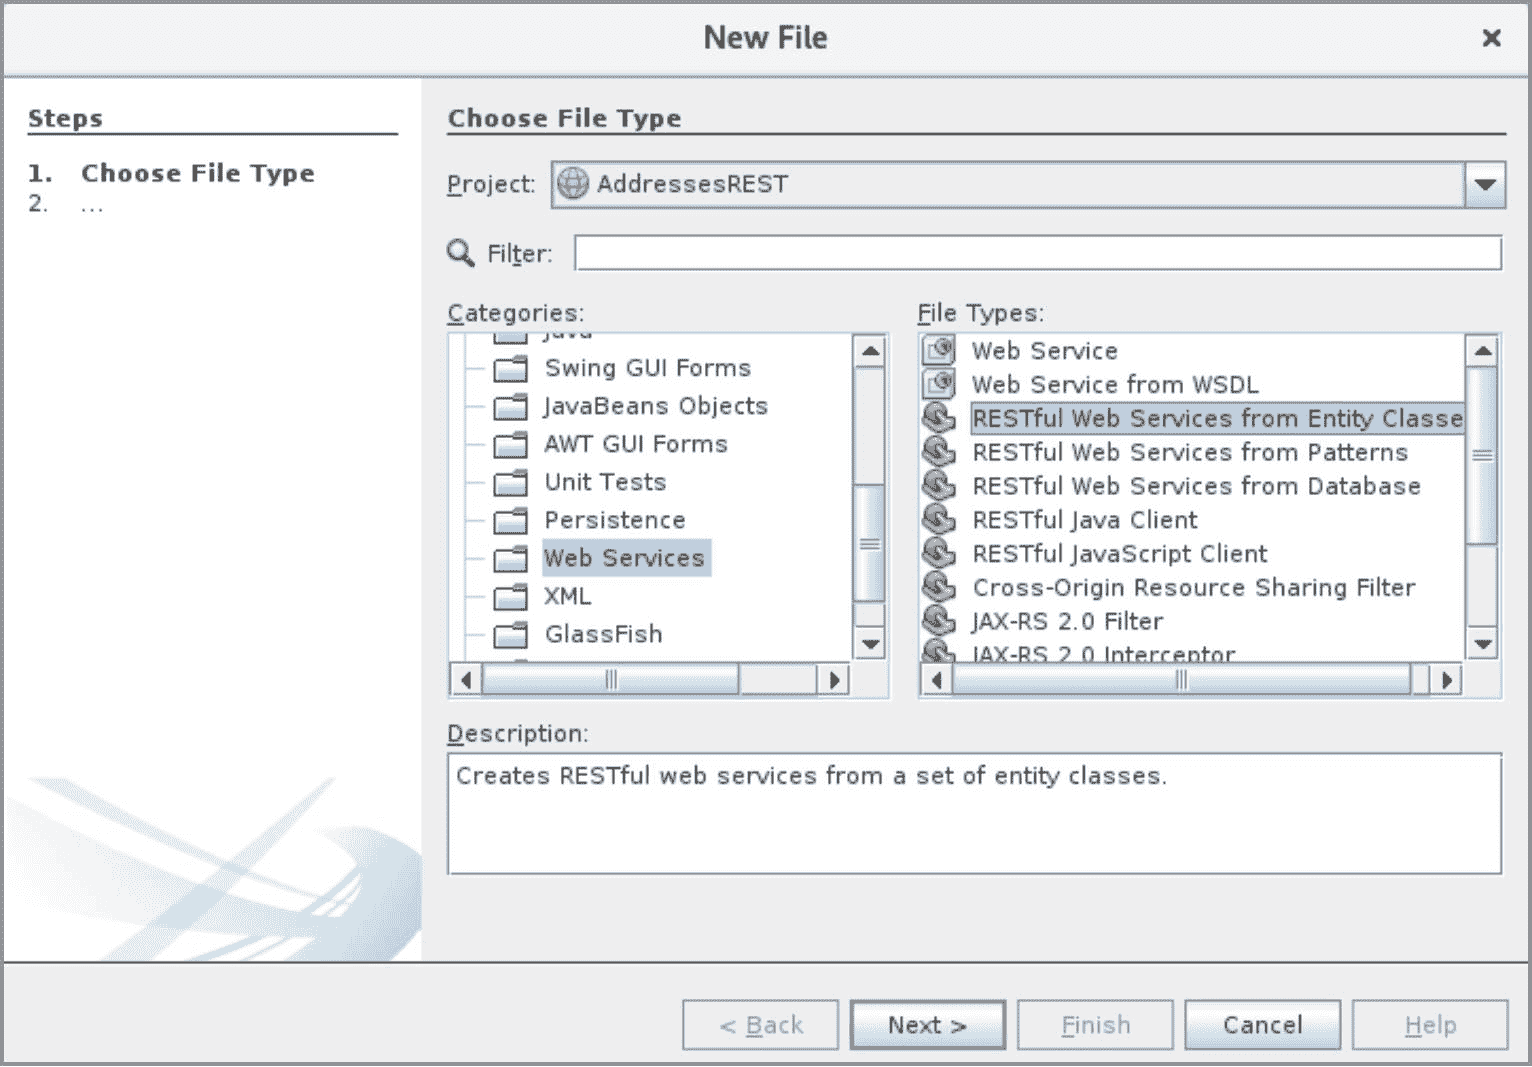 New File
Steps
1. Choose File Type
2. ...
Choose File Type
Project: AddressesREST
Filter:
Categories:
Java
Swing GUI Forms
JavaBeans Objects
AWT GUI Forms
Unit Tests
Persistence
Web Services
XML
GlassFish
File Types:
Web Service
Web Service from WSDL
RESTful Web Services from Entity Classe
RESTful Web Services from Patterns
RESTful Web Services from Database
RESTful Java Client
RESTful JavaScript Client
Cross-Origin Resource Sharing Filter
JAX-RS 2.0 Filter
JAX-RS 2.0 Interceptor
Description:
Creates RESTful web services from a set of entity classes.
< Back
Next >
Finish
Cancel
Help